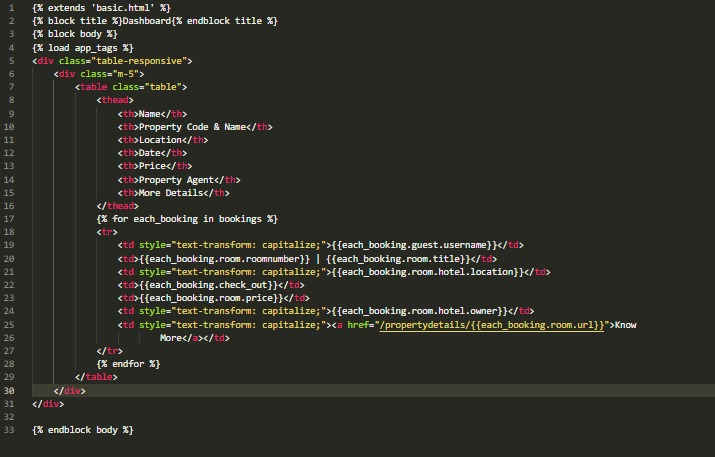 1 {% extends 'basic.html' %}
2 {% block title %}Dashboard{% endblock title %}
3 {% block body %}
4 {% load app_tags %}
5 <div class="table-responsive">
6 <div class="m-5">
7 <table class="table">
8 <thead>
9 <th>Name</th>
10 <th>Property Code & Name</th>
11 <th>Location</th>
12 <th>Date</th>
13 <th>Price</th>
14 <th>Property Agent</th>
15 <th>More Details</th>
16 </thead>
17 {% for each_booking in bookings %}
18 <tr>
19 <td style="text-transform: capitalize;">{{each_booking.guest.username}}</td>
20 <td>{{each_booking.room.roomnumber}} | {{each_booking.room.title}}</td>
21 <td style="text-transform: capitalize;">{{each_booking.room.hotel.location}}</td>
22 <td>{{each_booking.check_out}}</td>
23 <td>{{each_booking.room.price}}</td>
24 <td style="text-transform: capitalize;">{{each_booking.room.hotel.owner}}</td>
25 <td style="text-transform: capitalize;"><a href="/propertydetails/{{each_booking.room.url}}">Know
26 More</a></td>
27 </tr>
28 {% endfor %}
29 </table>
30 </div>
31 </div>
32
33 {% endblock body %}